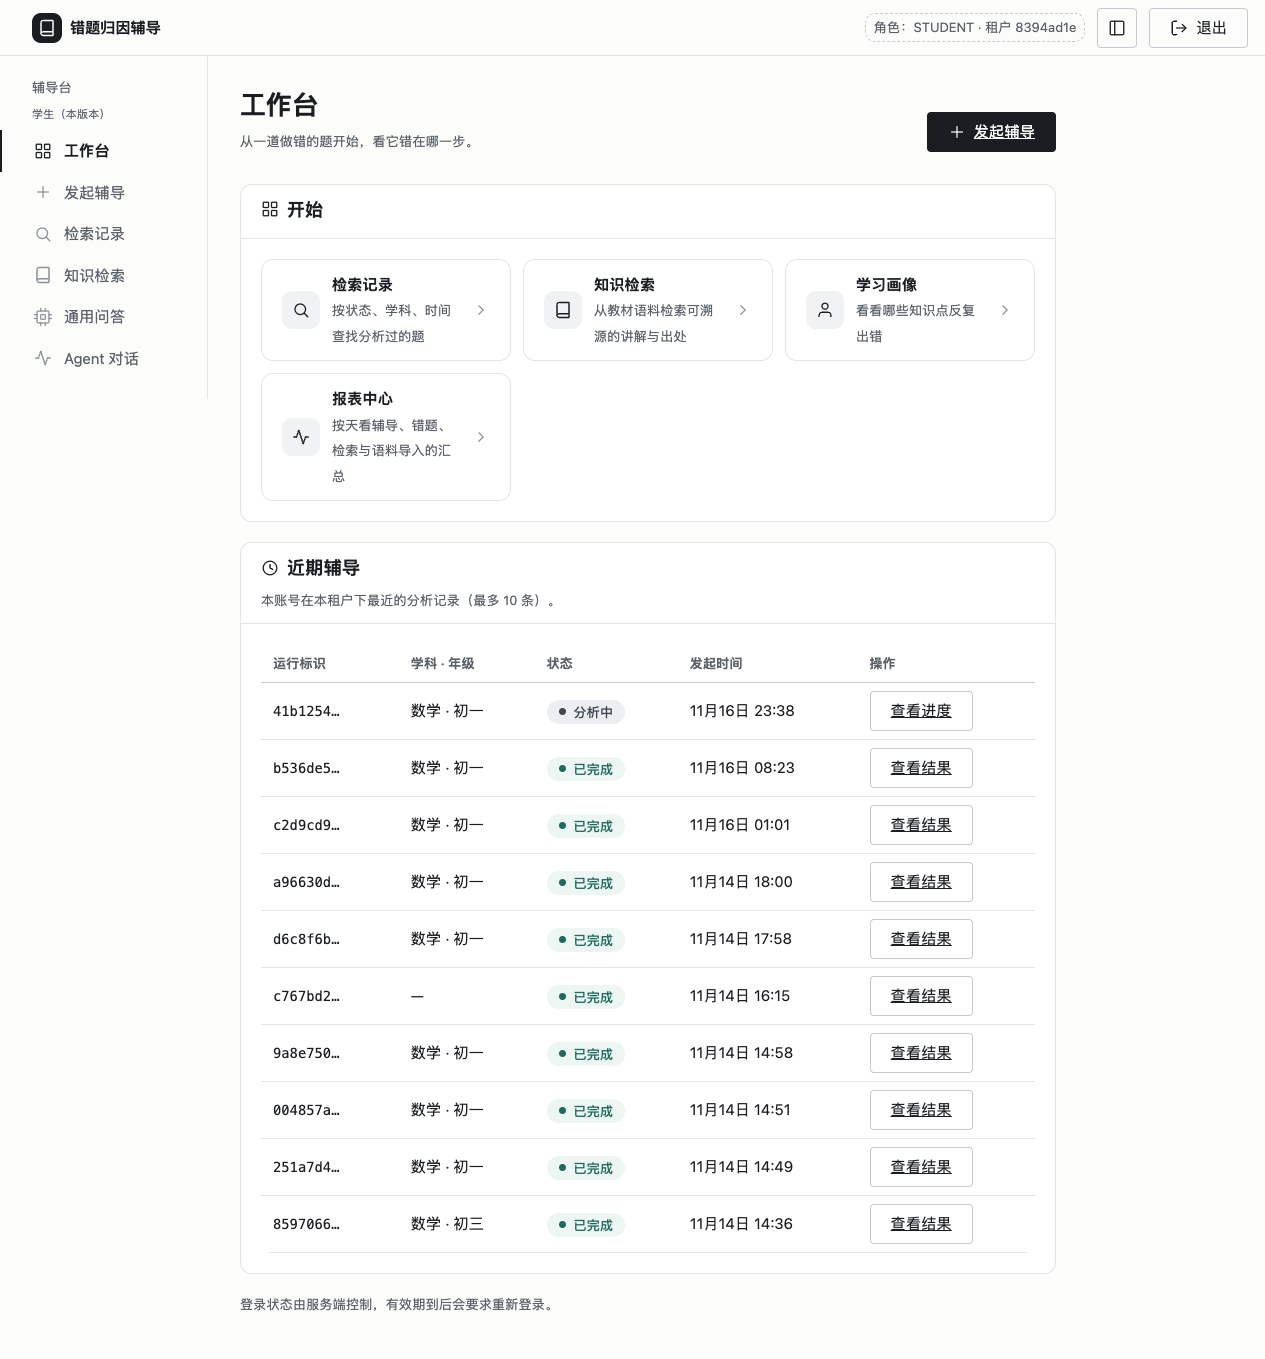 错题归因辅导
角色：STUDENT · 租户 8394ad1e
退出
辅导台
学生（本版本）
工作台
发起辅导
检索记录
知识检索
通用问答
Agent 对话
工作台
从一道做错的题开始，看它错在哪一步。
发起辅导
开始
检索记录
按状态、学科、时间
查找分析过的题
知识检索
从教材语料检索可溯
源的讲解与出处
学习画像
看看哪些知识点反复
出错
报表中心
按天看辅导、错题、
检索与语料导入的汇
总
近期辅导
本账号在本租户下最近的分析记录（最多 10 条）。
运行标识 学科 · 年级 状态 发起时间 操作
41b1254… 数学 · 初一 分析中 11月16日 23:38 查看进度
b536de5… 数学 · 初一 已完成 11月16日 08:23 查看结果
c2d9cd9… 数学 · 初一 已完成 11月16日 01:01 查看结果
a96630d… 数学 · 初一 已完成 11月14日 18:00 查看结果
d6c8f6b… 数学 · 初一 已完成 11月14日 17:58 查看结果
c767bd2… — 已完成 11月14日 16:15 查看结果
9a8e750… 数学 · 初一 已完成 11月14日 14:58 查看结果
004857a… 数学 · 初一 已完成 11月14日 14:51 查看结果
251a7d4… 数学 · 初一 已完成 11月14日 14:49 查看结果
8597066… 数学 · 初三 已完成 11月14日 14:36 查看结果
登录状态由服务端控制，有效期到后会要求重新登录。